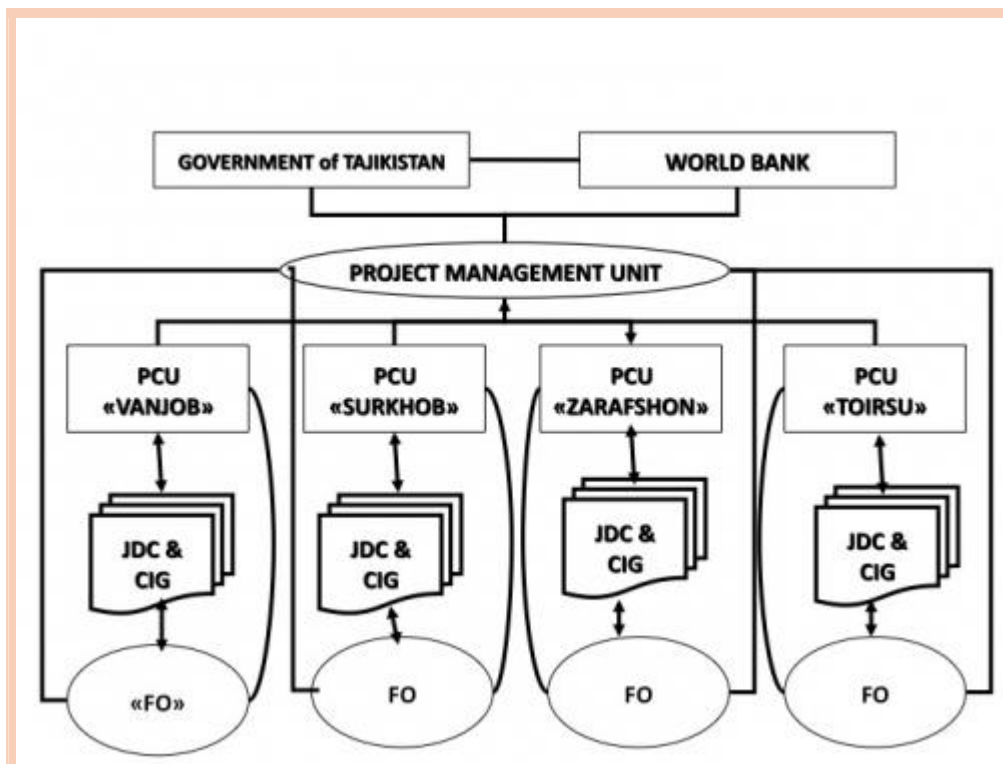 GOVERNMENT of TAJIKISTAN
WORLD BANK
PROJECT MANAGEMENT UNIT
PCU
«VANJOB»
PCU
«SURKHOB»
PCU
«ZARAFSHON»
PCU
«TOIRSU»
JDC &
CIG
JDC &
CIG
JDC &
CIG
JDC &
CIG
«FO»
FO
FO
FO